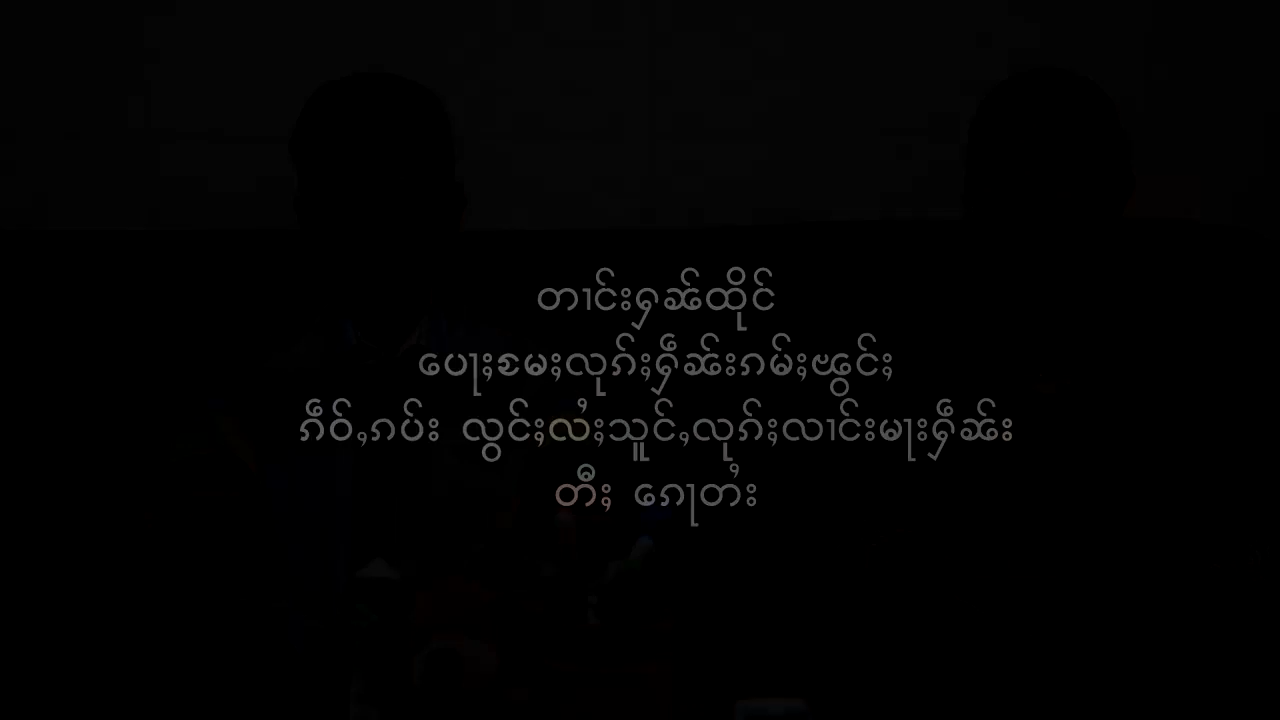 တၢင်းႁၼ်ထိုင်
ပေႃႈမႄႈလုၵ်ႈႁဵၼ်းၵမ်ႈၽွင်ႈ
ၵဵဝ်ႇၵပ်း လွင်ႈလႆႈသူင်ႇလုၵ်ႈလၢင်းမႃးႁဵၼ်း
တီႈ ၵေႃတႆး